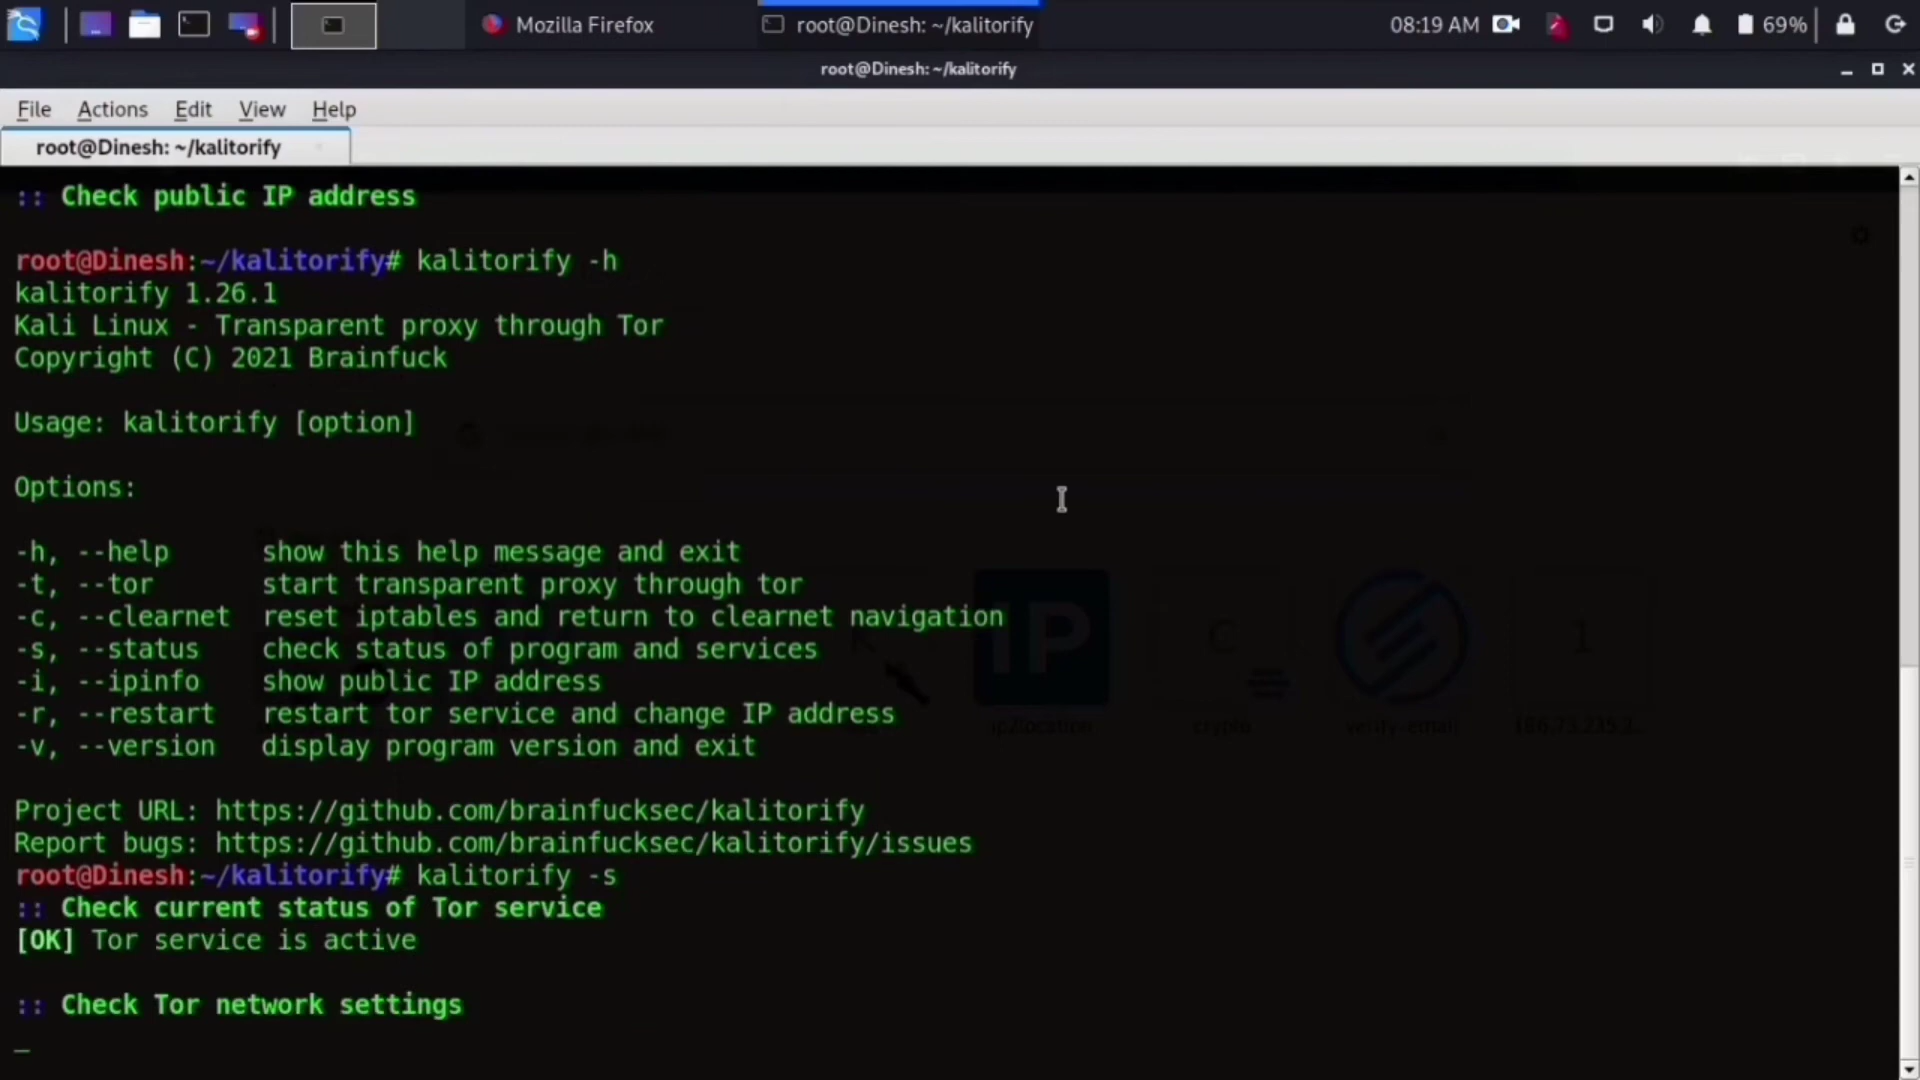 Mozilla Firefox
root@Dinesh: ~/kalitorify
08:19 AM
69%
root@Dinesh: ~/kalitorify
File Actions Edit View Help
root@Dinesh: ~/kalitorify
:: Check public IP address
root@Dinesh:~/kalitorify# kalitorify -h
kalitorify 1.26.1
Kali Linux - Transparent proxy through Tor
Copyright (C) 2021 Brainfuck
Usage: kalitorify [option]
Options:
-h, --help show this help message and exit
-t, --tor start transparent proxy through tor
-c, --clearnet reset iptables and return to clearnet navigation
-s, --status check status of program and services
-i, --ipinfo show public IP address
-r, --restart restart tor service and change IP address
-v, --version display program version and exit
IP
ip2location
crypto
verify-email
Project URL: https://github.com/brainfucksec/kalitorify
Report bugs: https://github.com/brainfucksec/kalitorify/issues
root@Dinesh:~/kalitorify# kalitorify -s
:: Check current status of Tor service
[OK] Tor service is active
:: Check Tor network settings